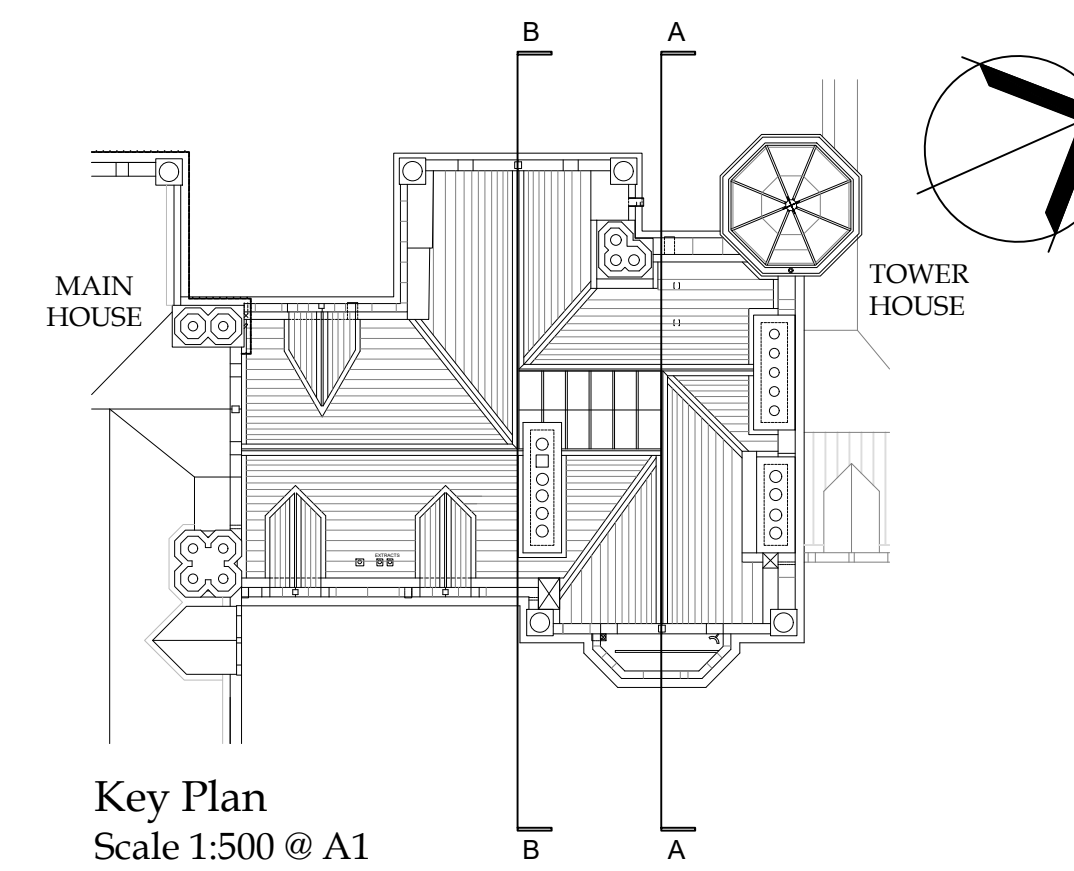 B
A
MAIN
HOUSE
TOWER
HOUSE
EXTRACTS
Key Plan
Scale 1:500 @ A1
B
A